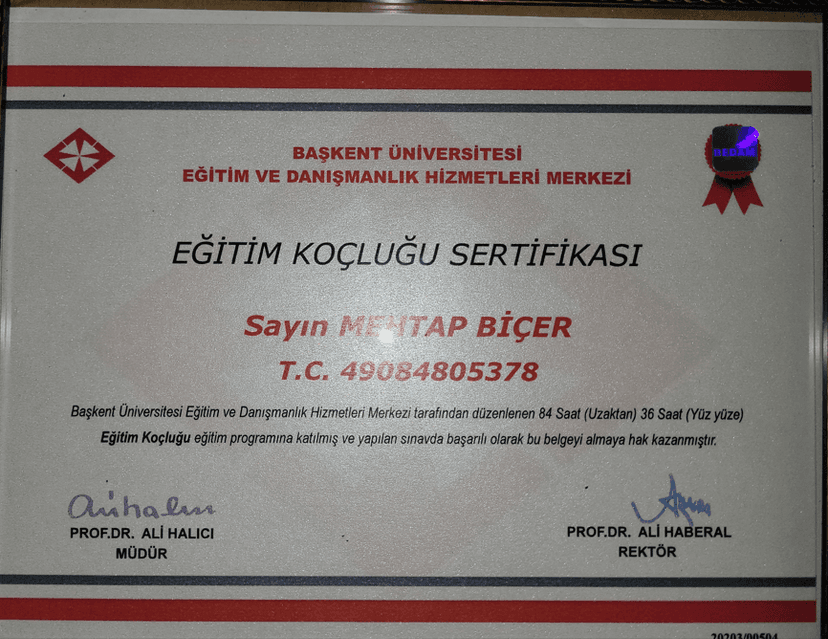 BAŞKENT ÜNİVERSİTESİ
EĞİTİM VE DANIŞMANLIK HİZMETLERİ MERKEZİ
BEDAM
EĞİTİM KOÇLUĞU SERTİFİKASI
Sayın MEHTAP BİÇER
T.C. 49084805378
Başkent Üniversitesi Eğitim ve Danışmanlık Hizmetleri Merkezi tarafından düzenlenen 84 Saat (Uzaktan) 36 Saat (Yüz yüze)
Eğitim Koçluğu eğitim programına katılmış ve yapılan sınavda başarılı olarak bu belgeyi almaya hak kazanmıştır.
PROF.DR. ALİ HALICI
MÜDÜR
PROF.DR. ALİ HABERAL
REKTÖR
20203/00504